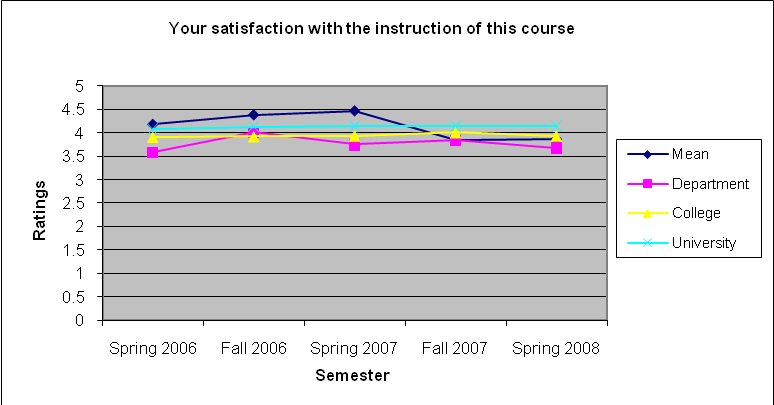 Your satisfaction with the instruction of this course
5
4.5
4
3.5
3
2.5
2
1.5
1
0.5
0
Ratings
Spring 2006 Fall 2006 Spring 2007 Fall 2007 Spring 2008
Semester
Mean
Department
College
University